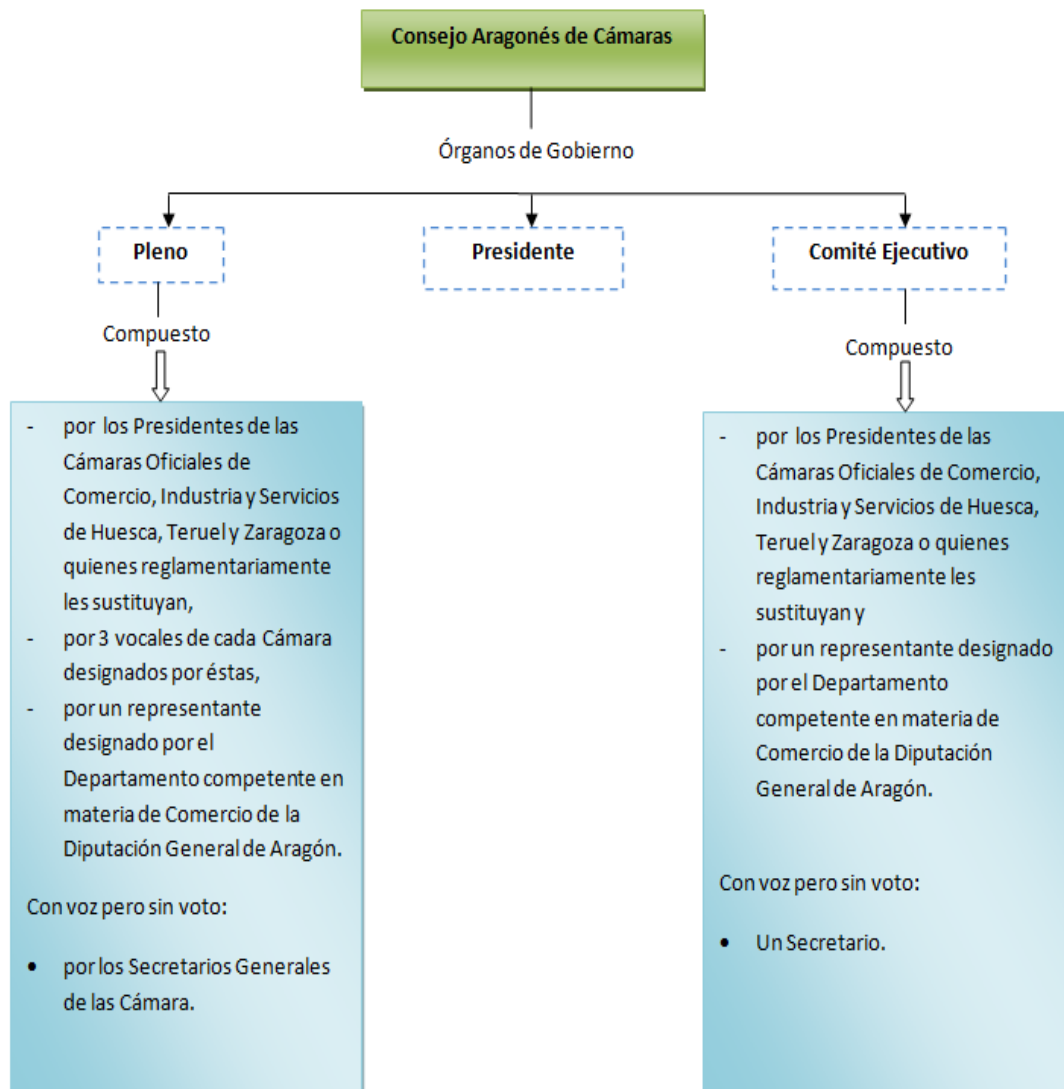 Consejo Aragonés de Cámaras
Órganos de Gobierno
Pleno
Presidente
Comité Ejecutivo
Compuesto
- por los Presidentes de las
Cámaras Oficiales de
Comercio, Industria y Servicios
de Huesca, Teruel y Zaragoza o
quienes reglamentariamente
les sustituyan,
- por 3 vocales de cada Cámara
designados por éstas,
- por un representante
designado por el
Departamento competente en
materia de Comercio de la
Diputación General de Aragón.
Con voz pero sin voto:
• por los Secretarios Generales
de las Cámara.
Compuesto
- por los Presidentes de las
Cámaras Oficiales de Comercio,
Industria y Servicios de Huesca,
Teruel y Zaragoza o quienes
reglamentariamente les
sustituyan y
- por un representante designado
por el Departamento
competente en materia de
Comercio de la Diputación
General de Aragón.
Con voz pero sin voto:
• Un Secretario.